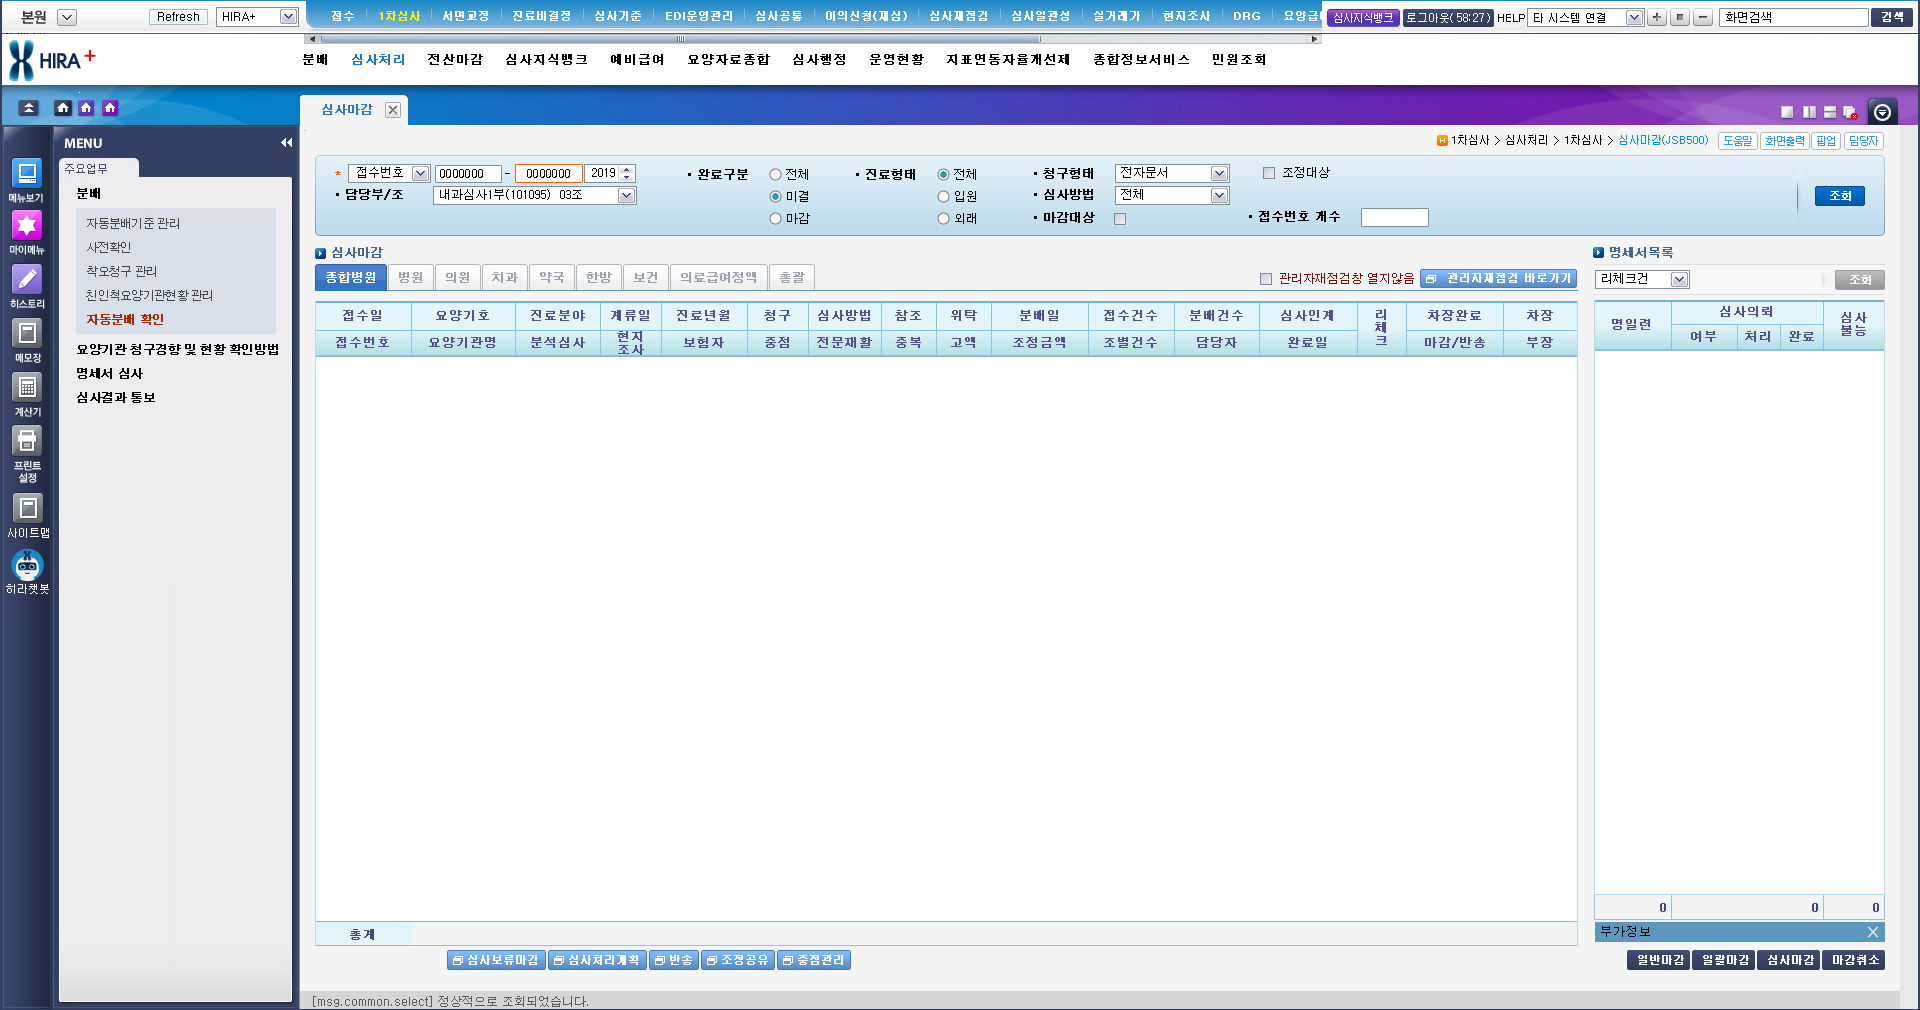 본원 Refresh HIRA+ 접수 1차심사 서면교정 진료비결정 심사기준 EDI운영관리 심사공통 이의신청(재심) 심사재점검 심사일관성 실거래가 현지조사 DRG 심사지식뱅크 로그아웃(58:27) HELP 타 시스템 연결 화면검색 검색
HIRA+ 분배 심사처리 전산마감 심사지식뱅크 예비급여 요양자료종합 심사행정 운영현황 지표연동자율개선제 종합정보서비스 민원조회
심사마감
MENU
주요업무
분배
자동분배기준 관리
사전확인
착오청구 관리
친인척요양기관현황 관리
자동분배 확인
요양기관 청구경향 및 현황 확인방법
명세서 심사
심사결과 통보
메뉴보기
마이메뉴
히스토리
메모장
계산기
프린트
설정
사이트맵
히라챗봇
H 1차심사 > 심사처리 > 1차심사 > 심사마감(JSB500) 도움말 화면출력 팝업 담당자
* 접수번호 0000000 - 0000000 2019 · 완료구분 전체 · 진료형태 전체 · 청구형태 전자문서 조정대상
· 담당부/조 내과심사1부(101095) 03조 미결 입원 · 심사방법 전체 조회
마감 외래 · 마감대상 · 접수번호 개수
심사마감
종합병원 병원 의원 치과 약국 한방 보건 의료급여정액 총괄 관리자재점검창 열지않음 관리자재점검 바로가기
접수일 요양기호 진료분야 계류일 진료년월 청구 심사방법 참조 위탁 분배일 접수건수 분배건수 심사인계 리체크 차장완료 차장
접수번호 요양기관명 분석심사 현지조사 보험자 중점 전문재활 중복 고액 조정금액 조별건수 담당자 완료일 마감/반송 부장
총계
심사보류마감 심사처리계획 반송 조정공유 중점관리
명세서목록
리체크건 조회
명일련 심사의뢰 심사불능
여부 처리 완료
0 0 0
부가정보
일반마감 일괄마감 심사마감 마감취소
[msg.common.select] 정상적으로 조회되었습니다.